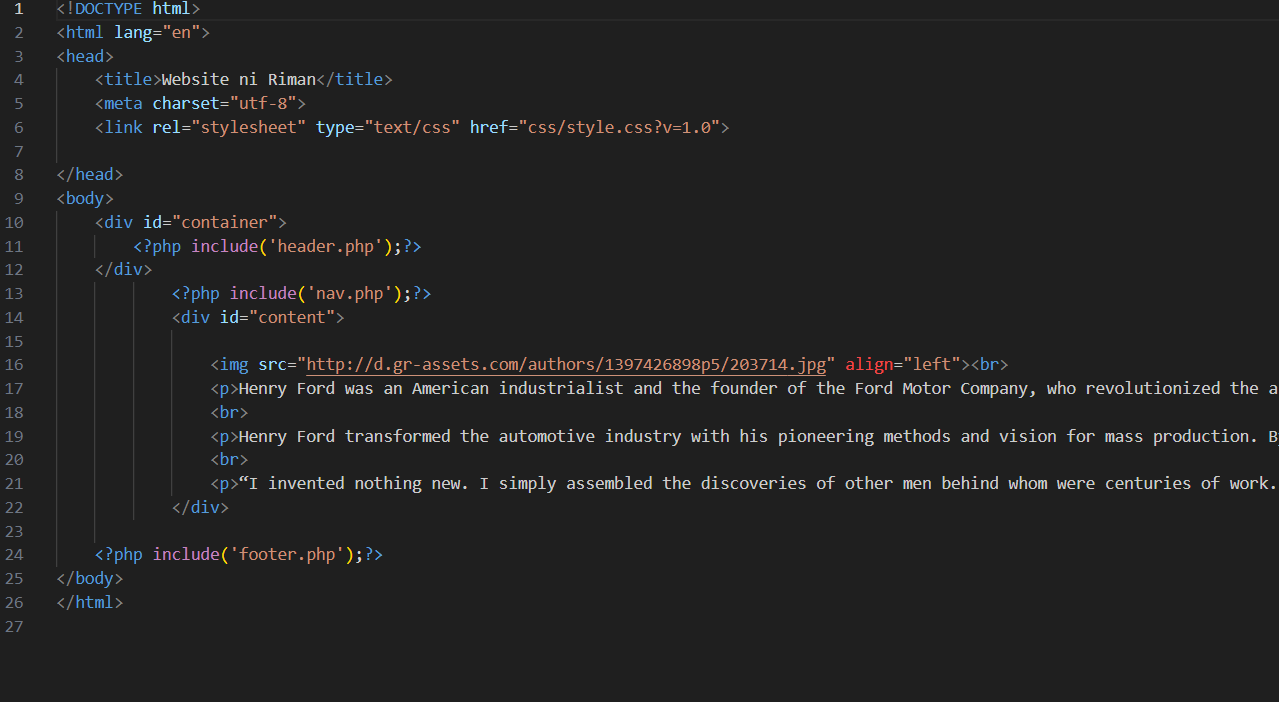 1 <!DOCTYPE html>
2 <html lang="en">
3 <head>
4     <title>Website ni Riman</title>
5     <meta charset="utf-8">
6     <link rel="stylesheet" type="text/css" href="css/style.css?v=1.0">
7
8 </head>
9 <body>
10     <div id="container">
11         <?php include('header.php');?>
12     </div>
13             <?php include('nav.php');?>
14             <div id="content">
15
16                 <img src="http://d.gr-assets.com/authors/1397426898p5/203714.jpg" align="left"><br>
17                 <p>Henry Ford was an American industrialist and the founder of the Ford Motor Company, who revolutionized the a
18                 <br>
19                 <p>Henry Ford transformed the automotive industry with his pioneering methods and vision for mass production. By
20                 <br>
21                 <p>“I invented nothing new. I simply assembled the discoveries of other men behind whom were centuries of work.
22             </div>
23
24     <?php include('footer.php');?>
25 </body>
26 </html>
27